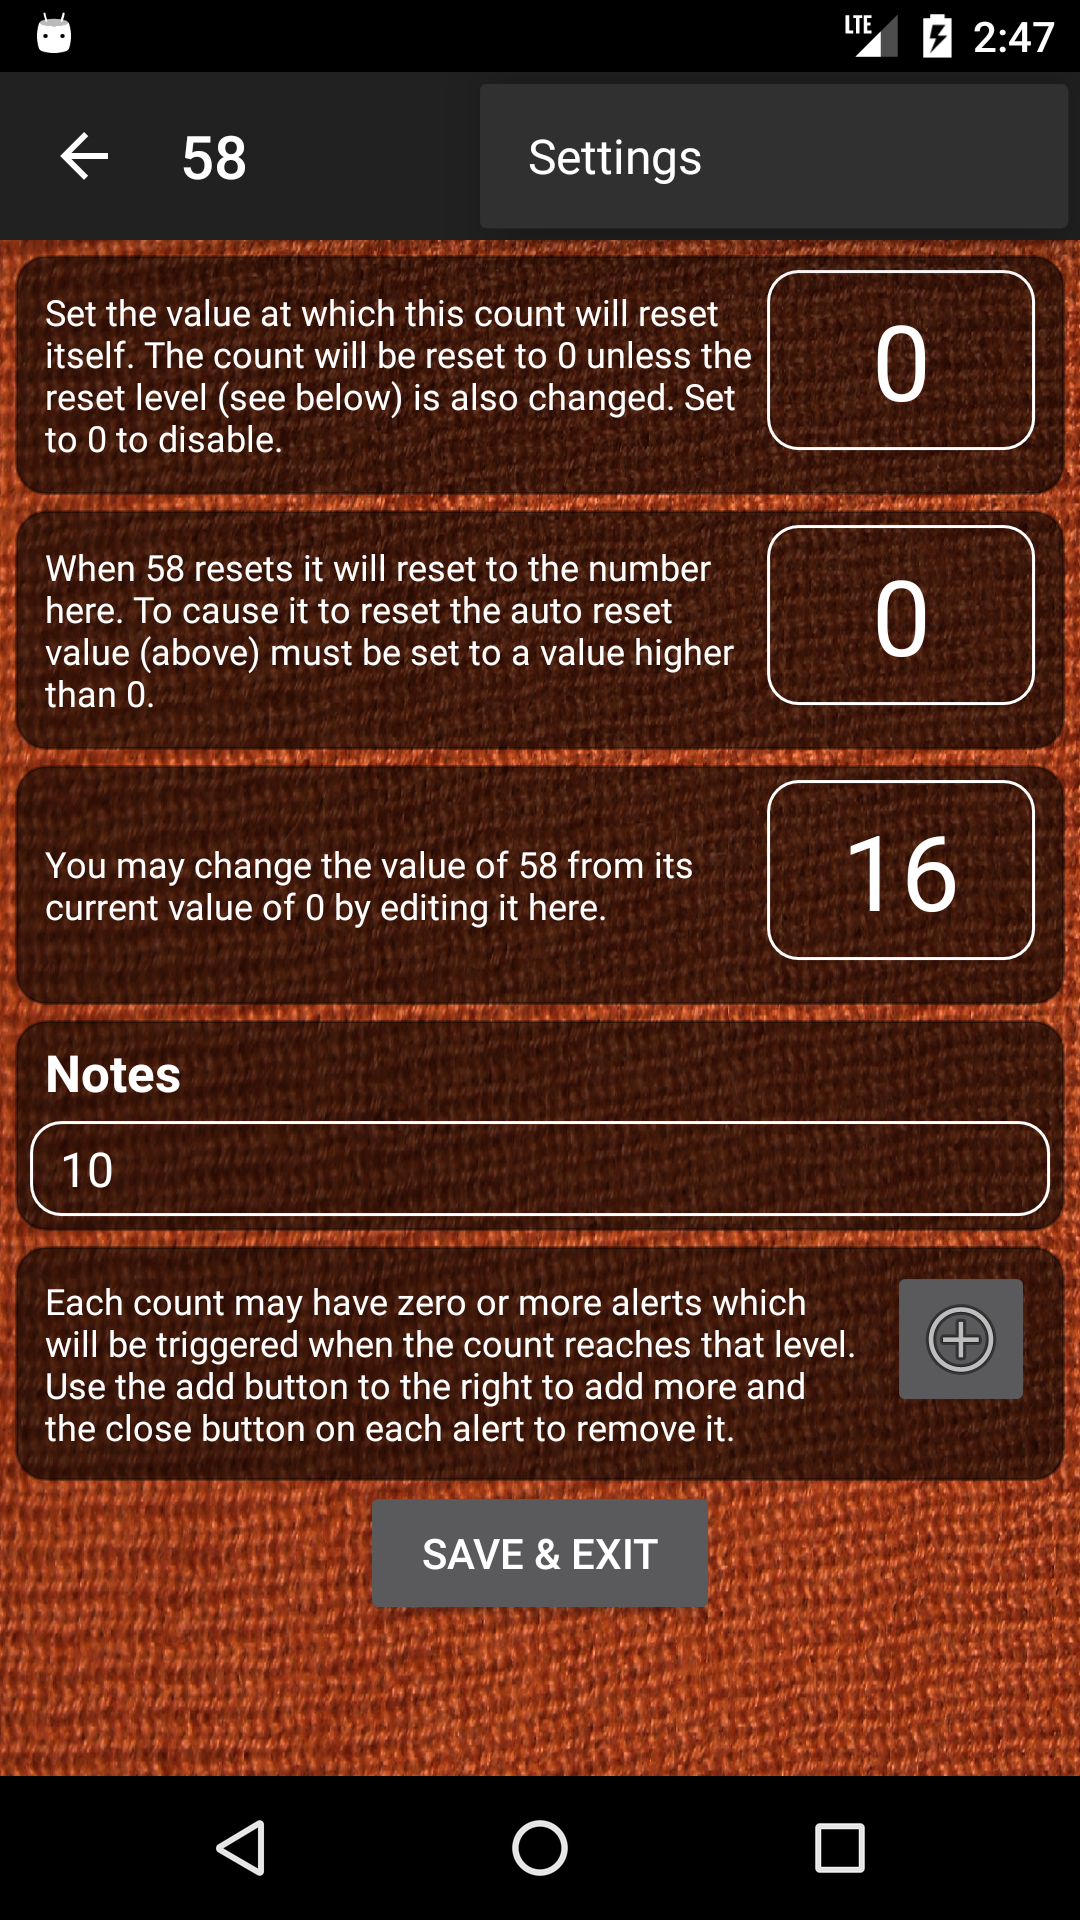 LTE 2:47
58 Settings
Set the value at which this count will reset
itself. The count will be reset to 0 unless the
reset level (see below) is also changed. Set
to 0 to disable.
0
When 58 resets it will reset to the number
here. To cause it to reset the auto reset
value (above) must be set to a value higher
than 0.
0
You may change the value of 58 from its
current value of 0 by editing it here.
16
Notes
10
Each count may have zero or more alerts which
will be triggered when the count reaches that level.
Use the add button to the right to add more and
the close button on each alert to remove it.
SAVE & EXIT